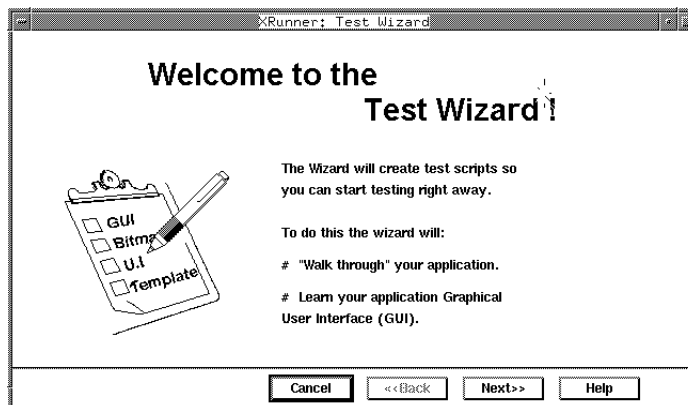 XRunner: Test Wizard
Welcome to the
Test Wizard!
The Wizard will create test scripts so
you can start testing right away.
To do this the wizard will:
# "Walk through" your application.
# Learn your application Graphical
User Interface (GUI).
GUI
Bitma
U.I
Template
Cancel
<<Back
Next>>
Help